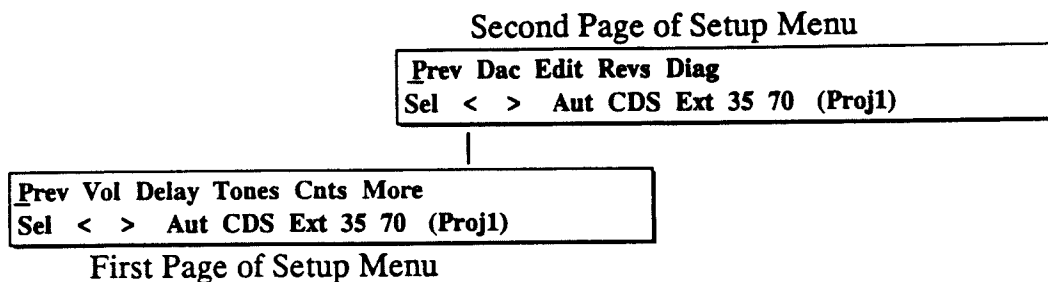 Second Page of Setup Menu
Prev Dac Edit Revs Diag
Sel < > Aut CDS Ext 35 70 (Proj1)
Prev Vol Delay Tones Cnts More
Sel < > Aut CDS Ext 35 70 (Proj1)
First Page of Setup Menu